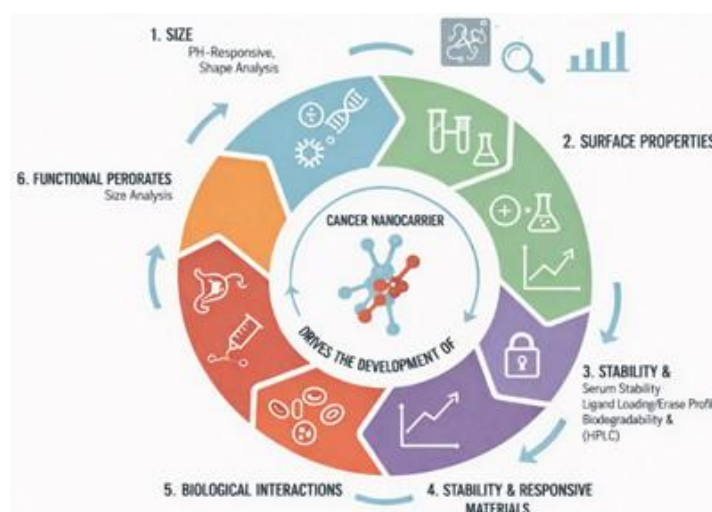 1. SIZE
PH-Responsive,
Shape Analysis
2. SURFACE PROPERTIES
3. STABILITY &
Serum Stability
Ligand Loading/Erase Profil
Biodegradability &
(HPLC)
4. STABILITY & RESPONSIVE
MATERIALS
5. BIOLOGICAL INTERACTIONS
6. FUNCTIONAL PERORATES
Size Analysis
CANCER NANOCARRIER
DRIVES THE DEVELOPMENT OF